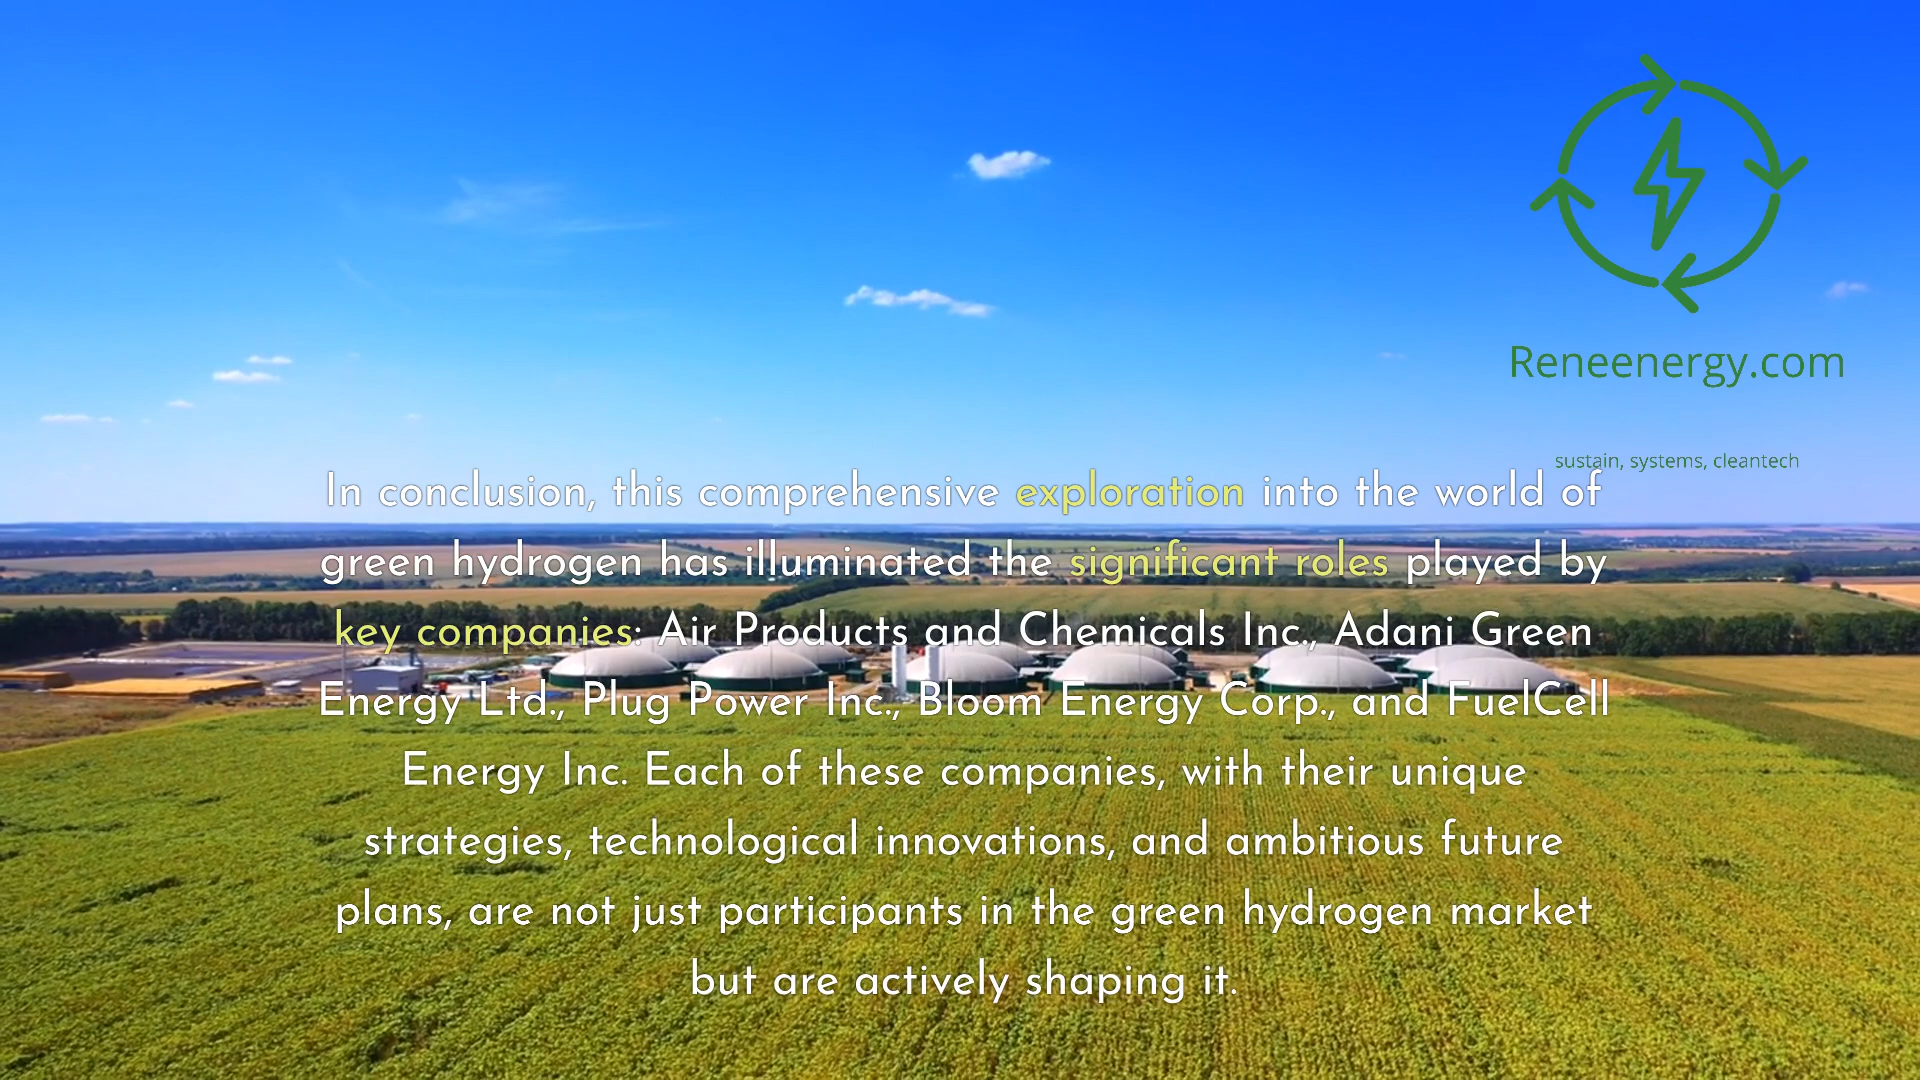 Reneenergy.com
sustain, systems, cleantech
In conclusion, this comprehensive exploration into the world of
green hydrogen has illuminated the significant roles played by
key companies: Air Products and Chemicals Inc., Adani Green
Energy Ltd., Plug Power Inc., Bloom Energy Corp., and FuelCell
Energy Inc. Each of these companies, with their unique
strategies, technological innovations, and ambitious future
plans, are not just participants in the green hydrogen market
but are actively shaping it.